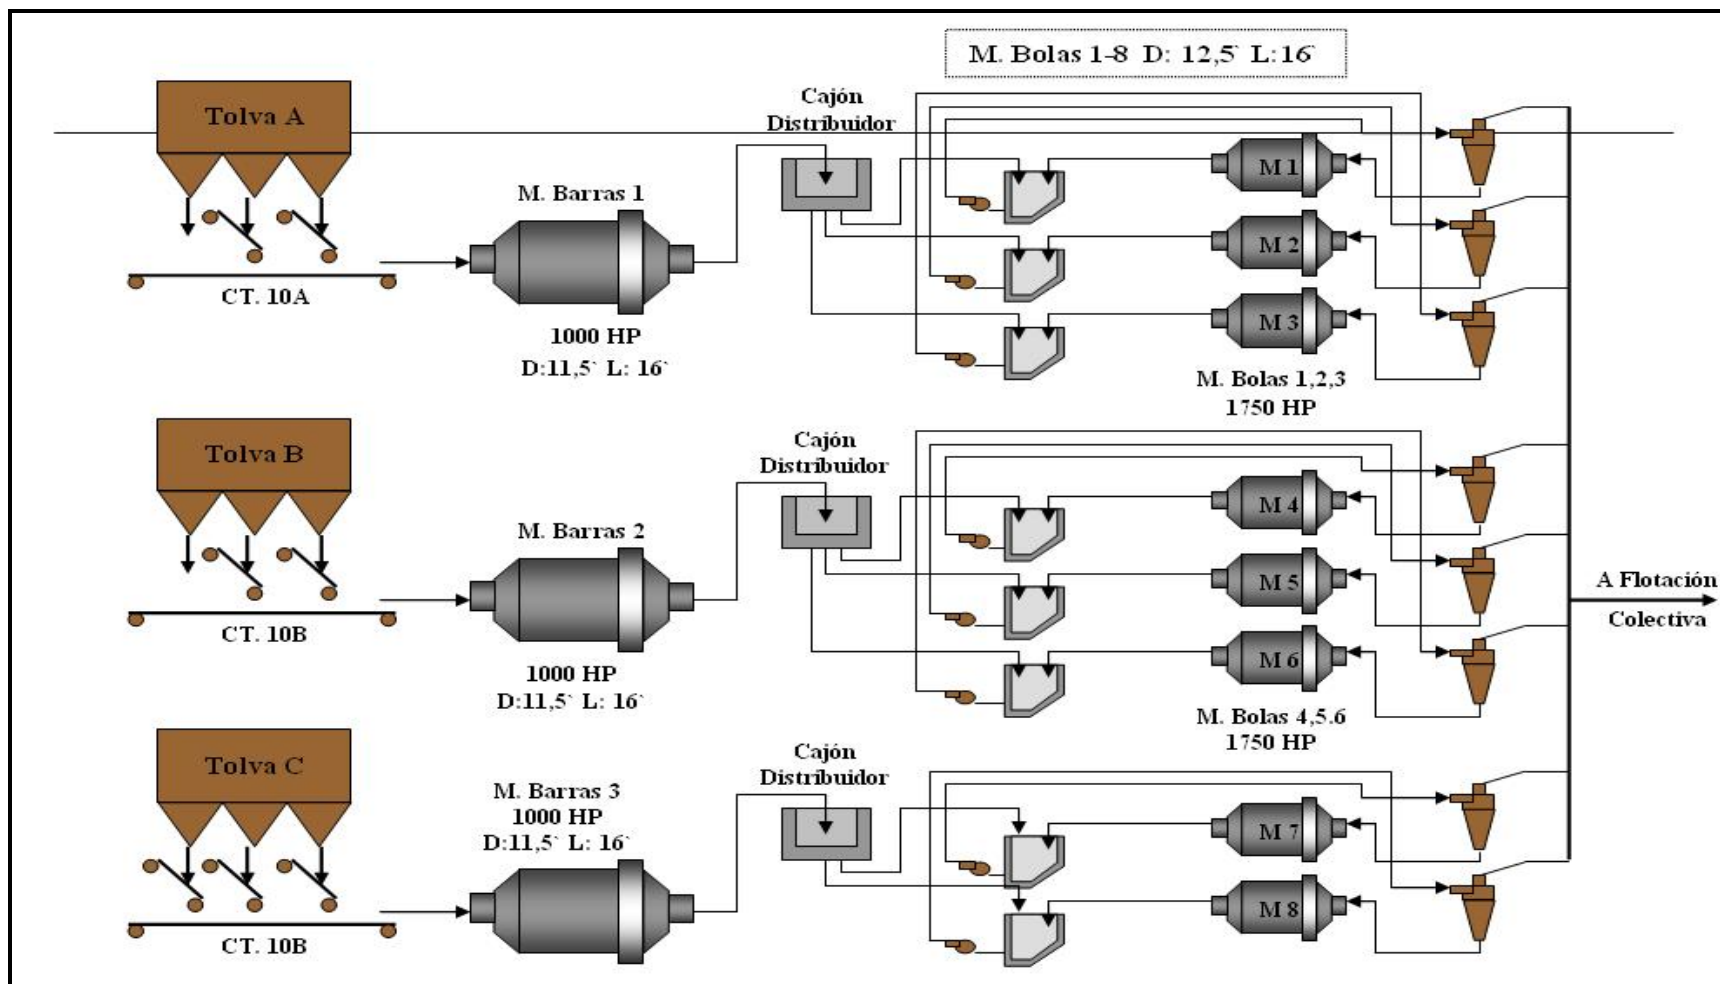 M. Bolas 1-8 D: 12,5` L:16`
Tolva A
Cajón
Distribuidor
M. Barras 1
M 1
M 2
M 3
CT. 10A
1000 HP
D:11,5` L: 16`
M. Bolas 1,2,3
1750 HP
Tolva B
Cajón
Distribuidor
M. Barras 2
M 4
M 5
M 6
CT. 10B
1000 HP
D:11,5` L: 16`
M. Bolas 4,5.6
1750 HP
A Flotación
Colectiva
Tolva C
Cajón
Distribuidor
M. Barras 3
1000 HP
D:11,5` L: 16`
M 7
M 8
CT. 10B